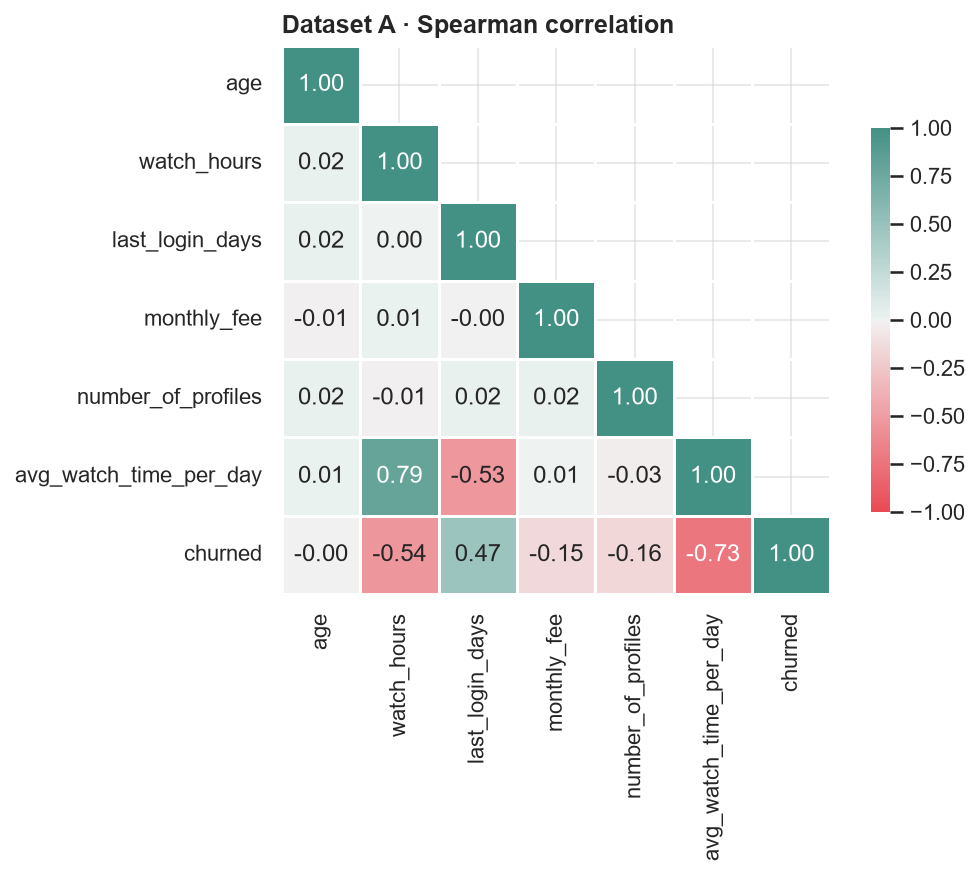 Dataset A · Spearman correlation
age
1.00
watch_hours
0.02 1.00
last_login_days
0.02 0.00 1.00
monthly_fee
-0.01 0.01 -0.00 1.00
number_of_profiles
0.02 -0.01 0.02 0.02 1.00
avg_watch_time_per_day
0.01 0.79 -0.53 0.01 -0.03 1.00
churned
-0.00 -0.54 0.47 -0.15 -0.16 -0.73 1.00
age
watch_hours
last_login_days
monthly_fee
number_of_profiles
avg_watch_time_per_day
churned
1.00
0.75
0.50
0.25
0.00
−0.25
−0.50
−0.75
−1.00